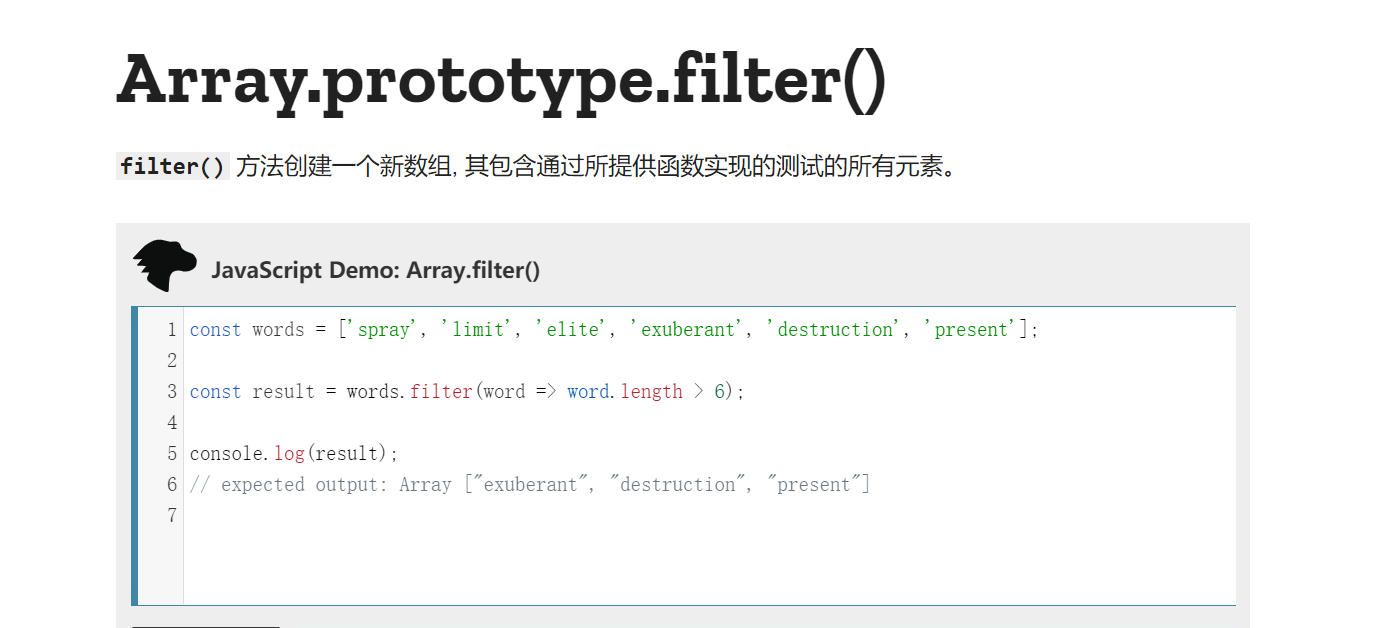 Array.prototype.filter()
filter() 方法创建一个新数组, 其包含通过所提供函数实现的测试的所有元素。
JavaScript Demo: Array.filter()
1 const words = ['spray', 'limit', 'elite', 'exuberant', 'destruction', 'present'];
2
3 const result = words.filter(word => word.length > 6);
4
5 console.log(result);
6 // expected output: Array ["exuberant", "destruction", "present"]
7